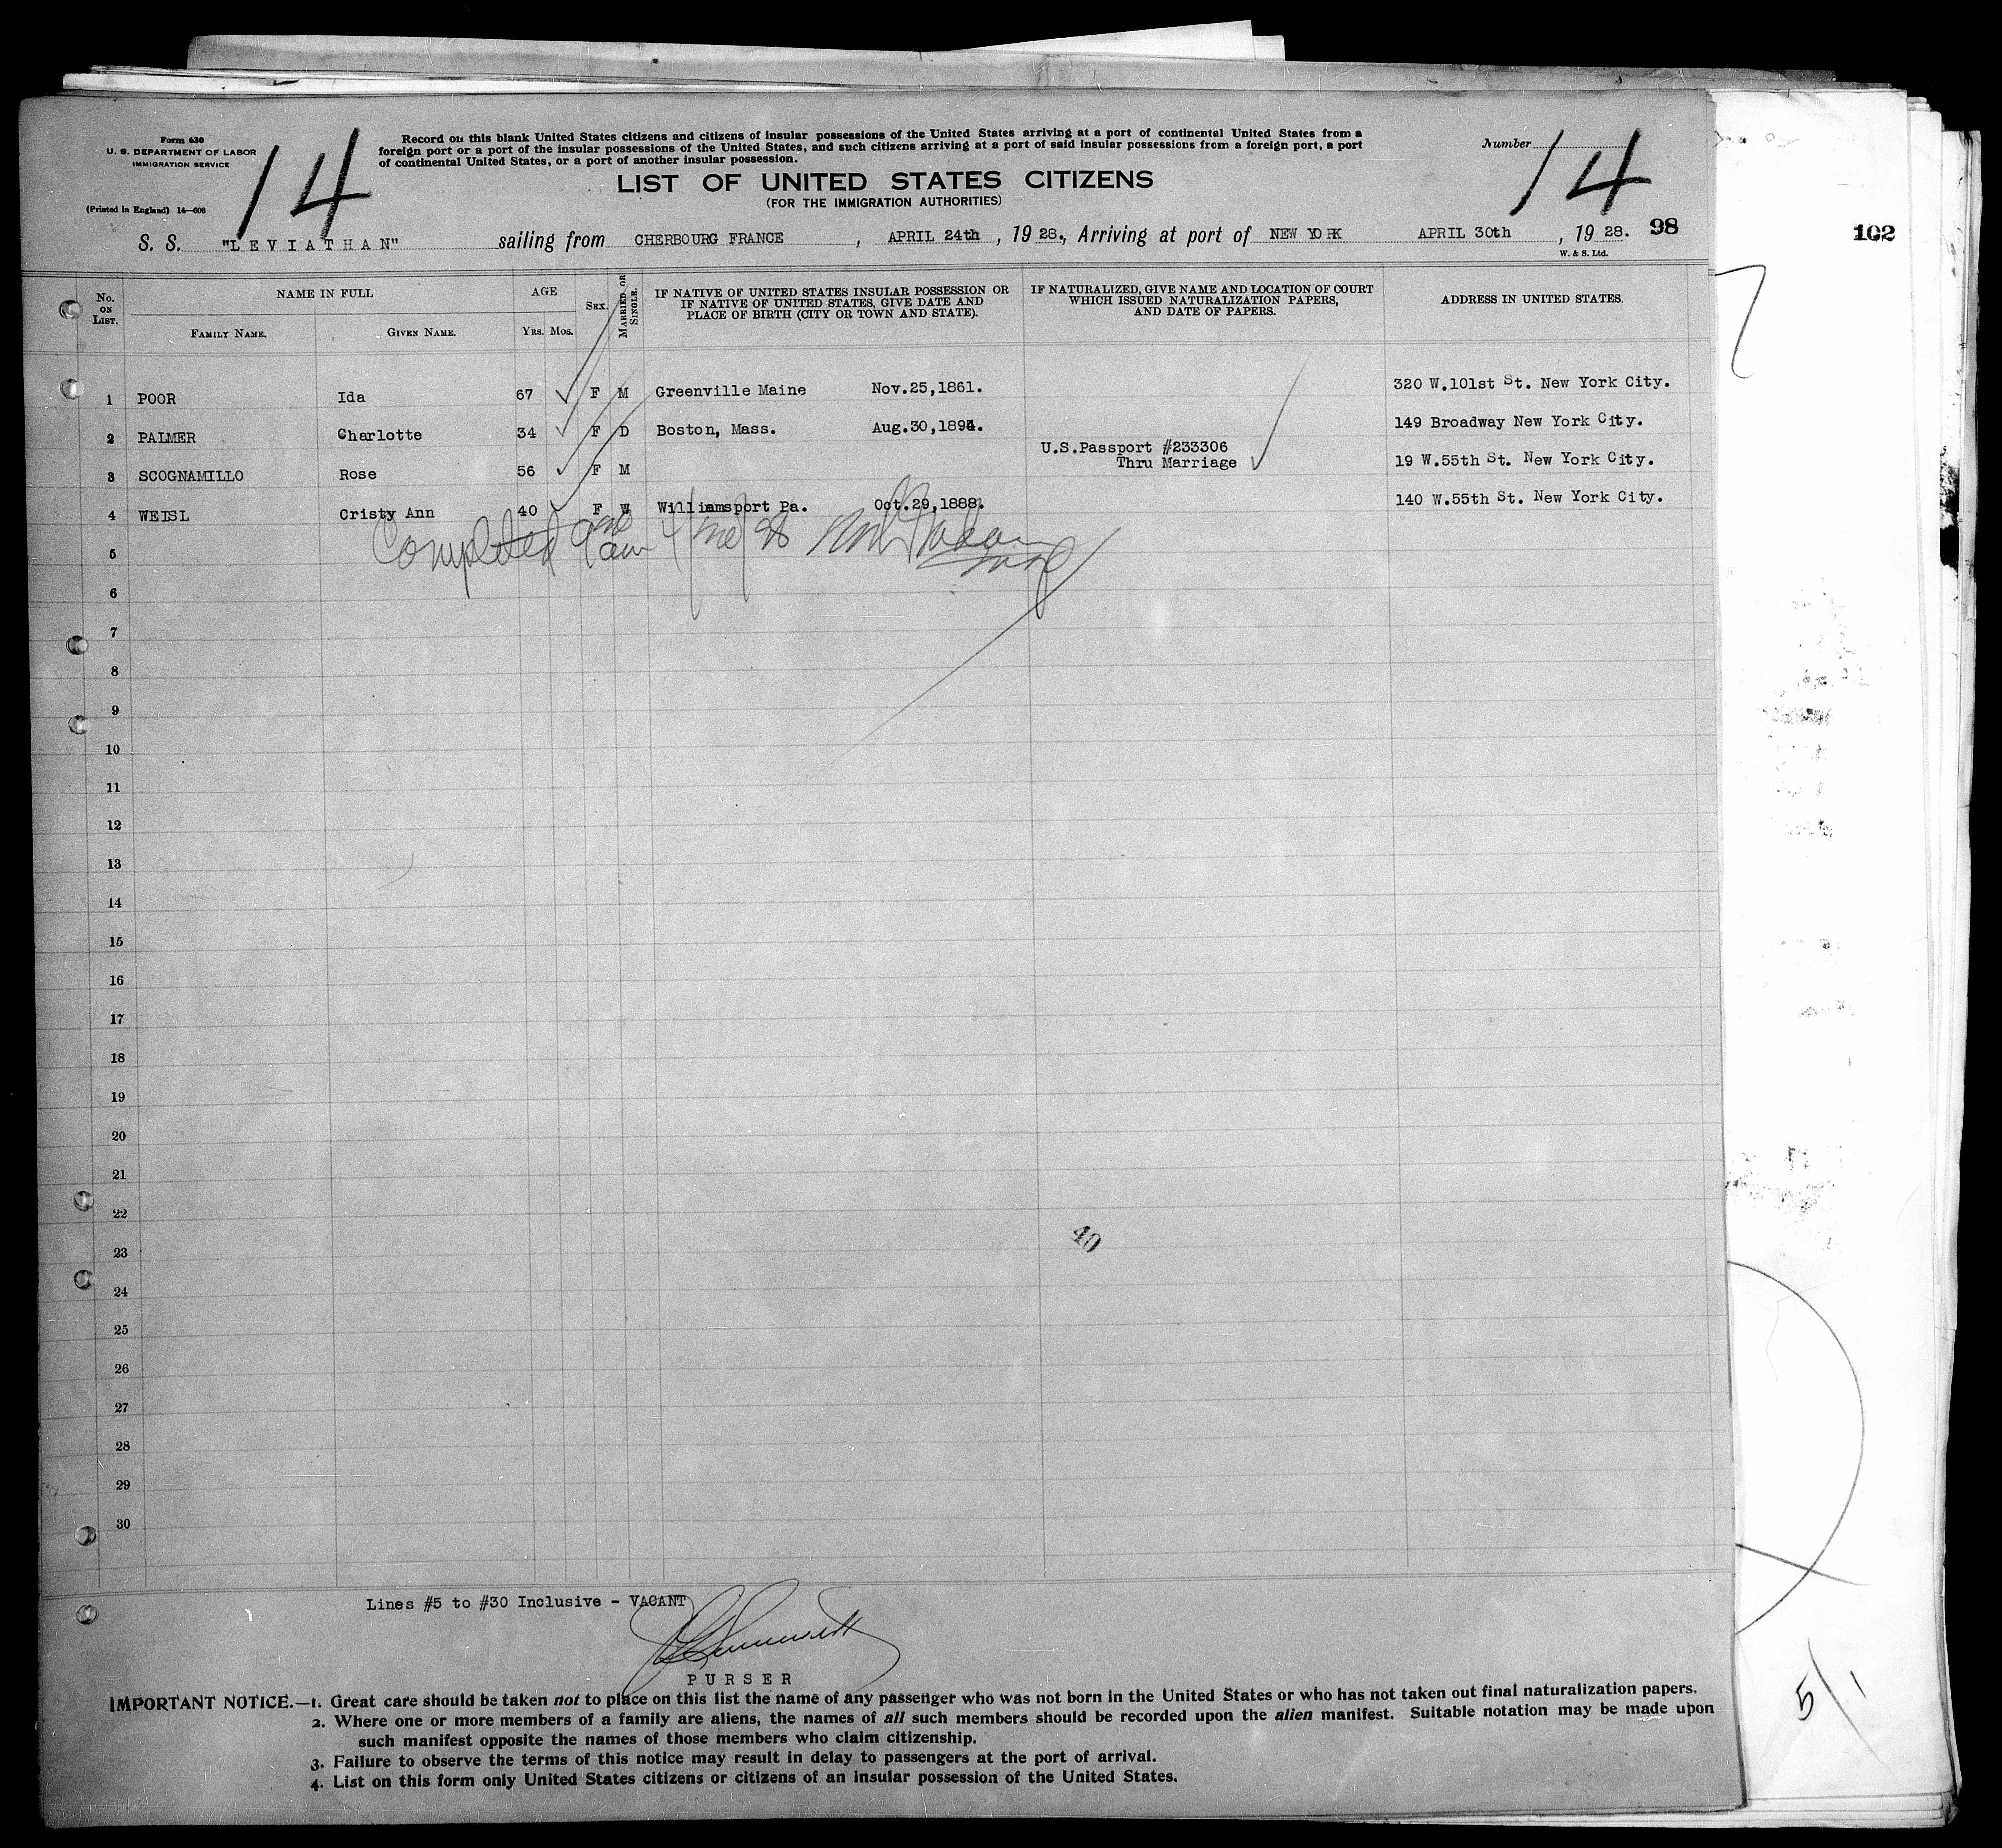 Form 630
U. S. DEPARTMENT OF LABOR
IMMIGRATION SERVICE
(Printed in England) 14—608
14
Record on this blank United States citizens and citizens of insular possessions of the United States arriving at a port of continental United States from a
foreign port or a port of the insular possessions of the United States, and such citizens arriving at a port of said insular possessions from a foreign port, a port
of continental United States, or a port of another insular possession.
Number
14
LIST OF UNITED STATES CITIZENS
(FOR THE IMMIGRATION AUTHORITIES)
S. S. "LEVIATHAN" sailing from CHERBOURG FRANCE , APRIL 24th , 1928., Arriving at port of NEW YORK APRIL 30th , 1928. 98
102
W. & S. Ltd.
No. ON LIST. NAME IN FULL AGE SEX. MARRIED OR SINGLE. IF NATIVE OF UNITED STATES INSULAR POSSESSION OR IF NATIVE OF UNITED STATES, GIVE DATE AND PLACE OF BIRTH (CITY OR TOWN AND STATE). IF NATURALIZED, GIVE NAME AND LOCATION OF COURT WHICH ISSUED NATURALIZATION PAPERS, AND DATE OF PAPERS. ADDRESS IN UNITED STATES.
FAMILY NAME. GIVEN NAME. YRS. MOS.
1 POOR Ida 67 F M Greenville Maine Nov.25,1861. 320 W.101st St. New York City.
2 PALMER Charlotte 34 F D Boston, Mass. Aug.30,1894. 149 Broadway New York City.
U.S.Passport #233306
3 SCOGNAMILLO Rose 56 F M Thru Marriage 19 W.55th St. New York City.
4 WEISL Cristy Ann 40 F W Williamsport Pa. Oct.29,1888. 140 W.55th St. New York City.
Completed
5
6
7
8
9
10
11
12
13
14
15
16
17
18
19
20
21
22
23
40
24
25
26
27
28
29
30
Lines #5 to #30 Inclusive - VACANT
PURSER
IMPORTANT NOTICE.—1. Great care should be taken not to place on this list the name of any passenger who was not born in the United States or who has not taken out final naturalization papers.
2. Where one or more members of a family are aliens, the names of all such members should be recorded upon the alien manifest. Suitable notation may be made upon
such manifest opposite the names of those members who claim citizenship.
3. Failure to observe the terms of this notice may result in delay to passengers at the port of arrival.
4. List on this form only United States citizens or citizens of an insular possession of the United States.
5/1